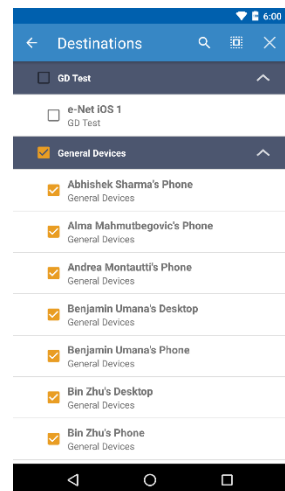 6:00
Destinations
GD Test
e-Net iOS 1
GD Test
General Devices
Abhishek Sharma's Phone
General Devices
Alma Mahmutbegovic's Phone
General Devices
Andrea Montautti's Phone
General Devices
Benjamin Umana's Desktop
General Devices
Benjamin Umana's Phone
General Devices
Bin Zhu's Desktop
General Devices
Bin Zhu's Phone
General Devices